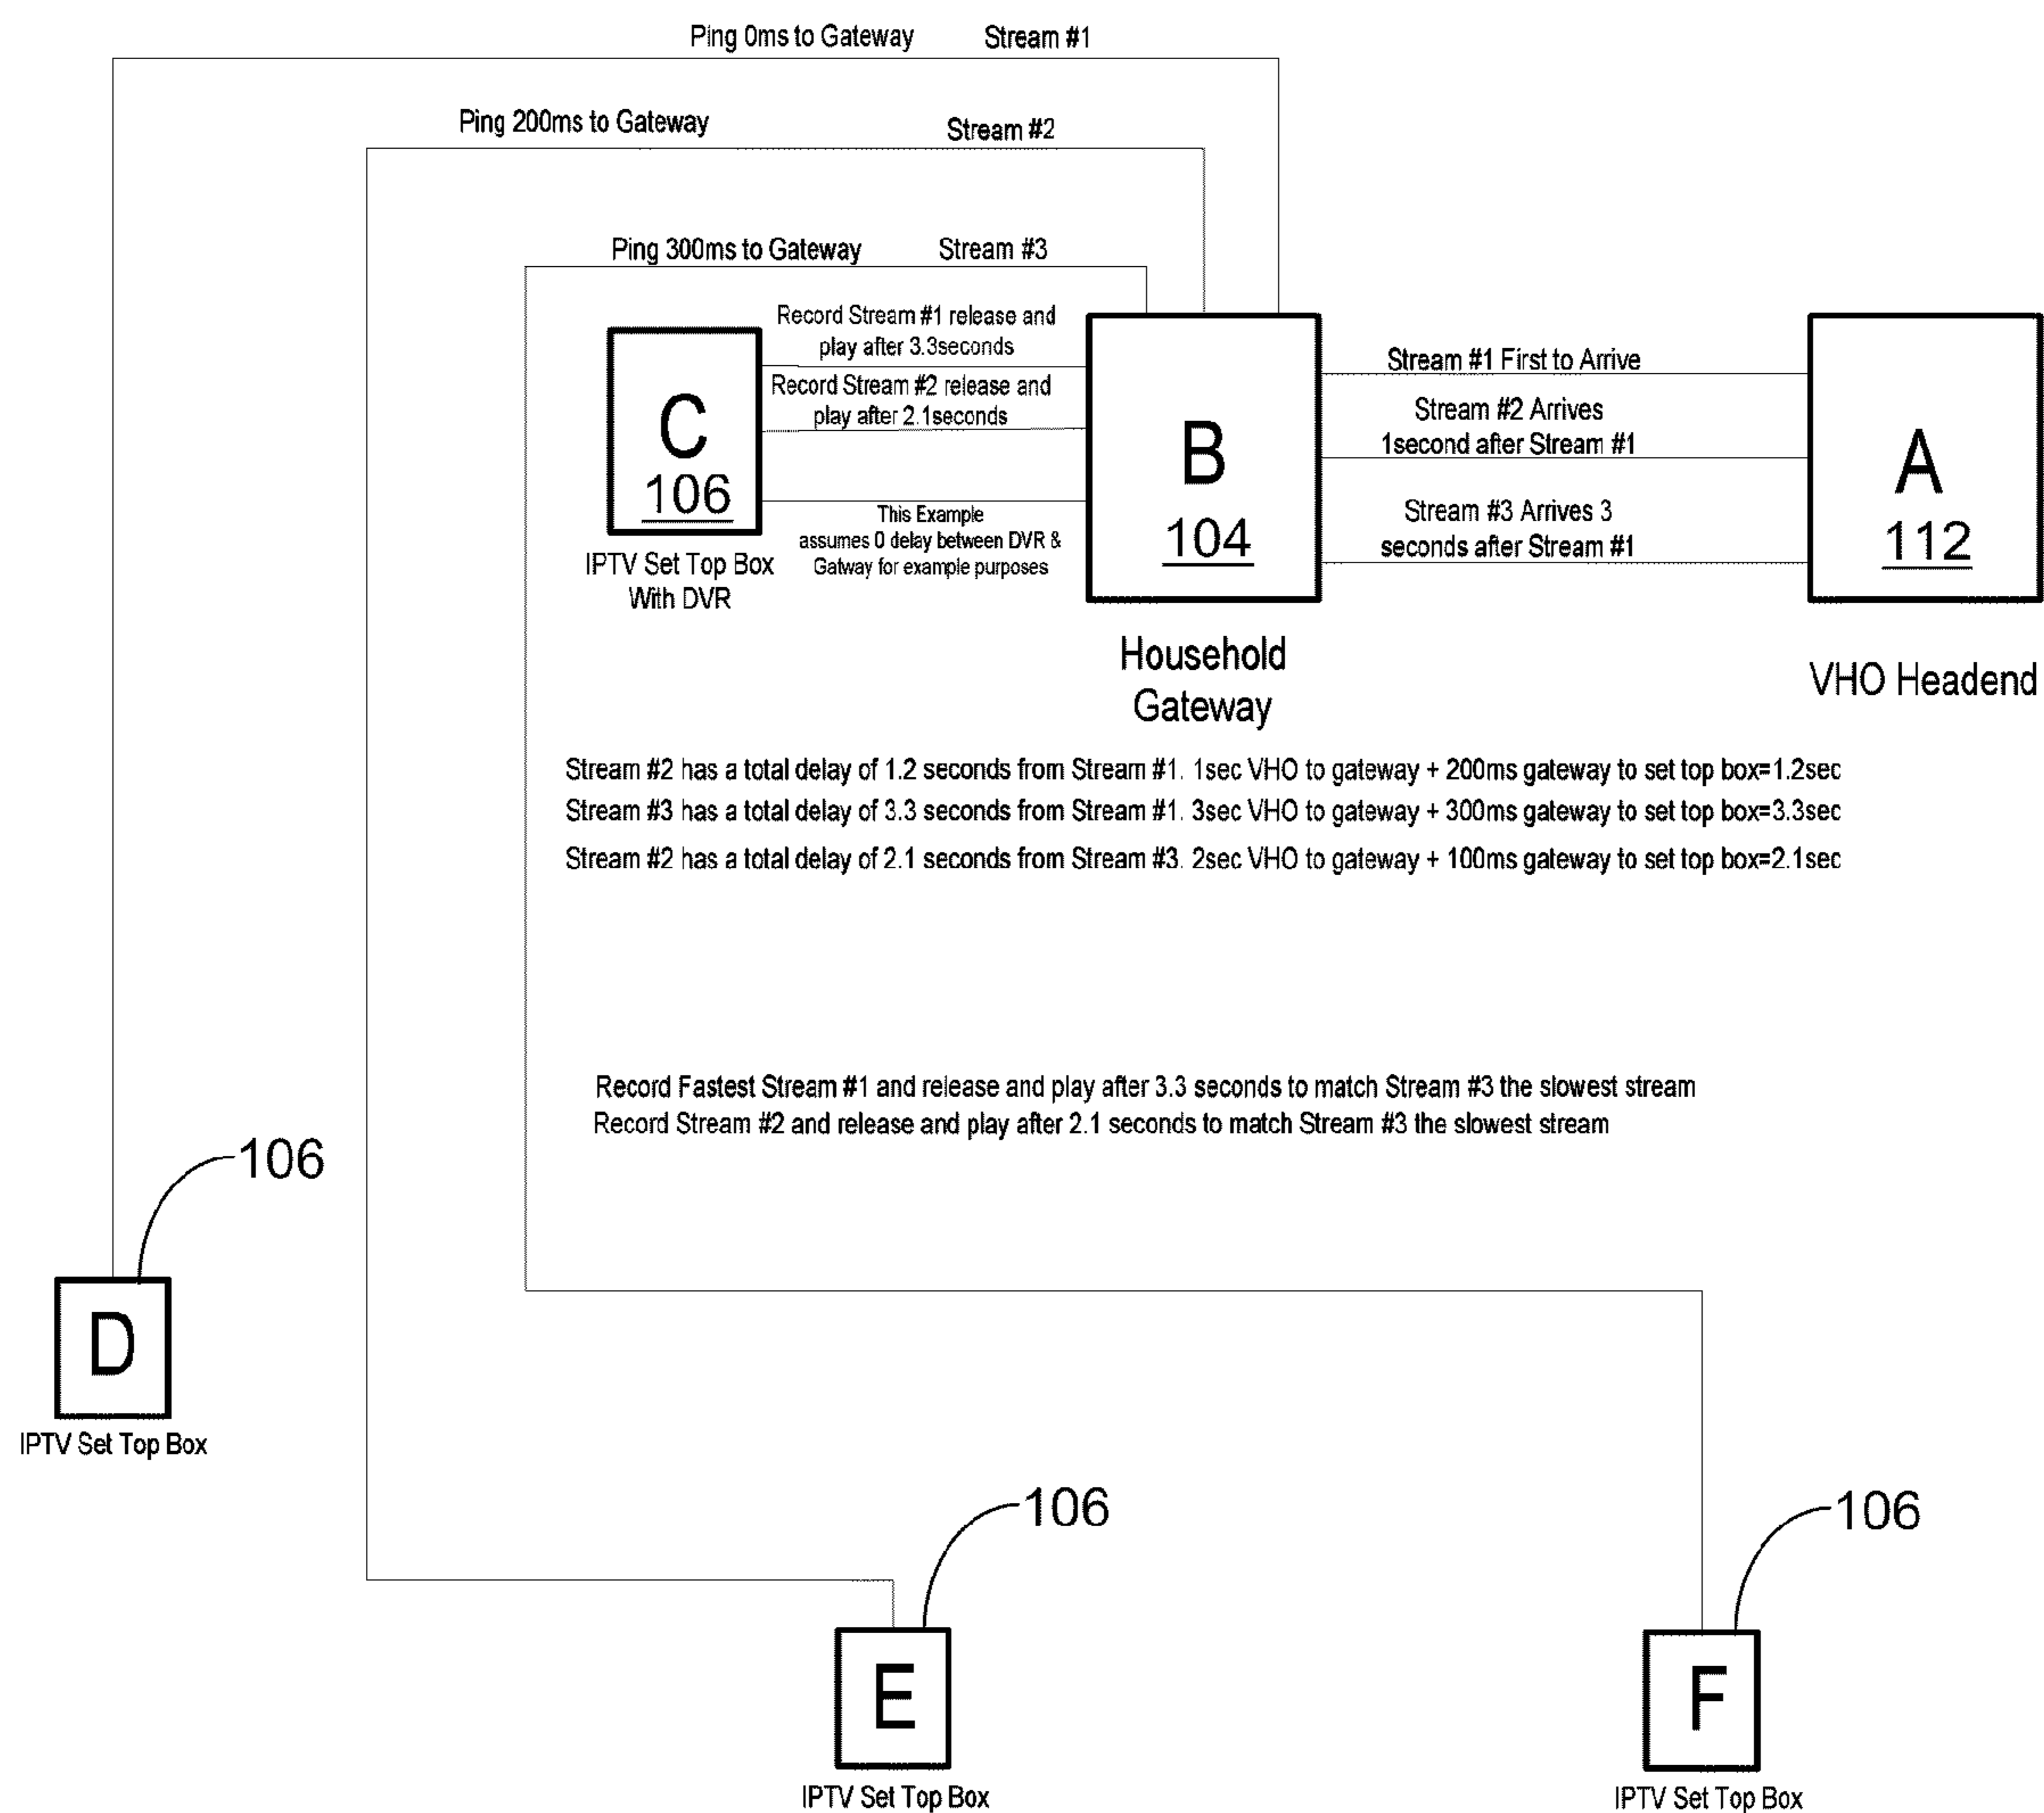 Ping 0ms to Gateway Stream #1
Ping 200ms to Gateway Stream #2
Ping 300ms to Gateway Stream #3
Record Stream #1 release and
play after 3.3seconds
Record Stream #2 release and
play after 2.1seconds
This Example
assumes 0 delay between DVR &
Gatway for example purposes
C
106
IPTV Set Top Box
With DVR
B
104
Household
Gateway
Stream #1 First to Arrive
Stream #2 Arrives
1second after Stream #1
Stream #3 Arrives 3
seconds after Stream #1
A
112
VHO Headend
Stream #2 has a total delay of 1.2 seconds from Stream #1. 1sec VHO to gateway + 200ms gateway to set top box=1.2sec
Stream #3 has a total delay of 3.3 seconds from Stream #1. 3sec VHO to gateway + 300ms gateway to set top box=3.3sec
Stream #2 has a total delay of 2.1 seconds from Stream #3. 2sec VHO to gateway + 100ms gateway to set top box=2.1sec
Record Fastest Stream #1 and release and play after 3.3 seconds to match Stream #3 the slowest stream
Record Stream #2 and release and play after 2.1 seconds to match Stream #3 the slowest stream
106
D
IPTV Set Top Box
106
E
IPTV Set Top Box
106
F
IPTV Set Top Box